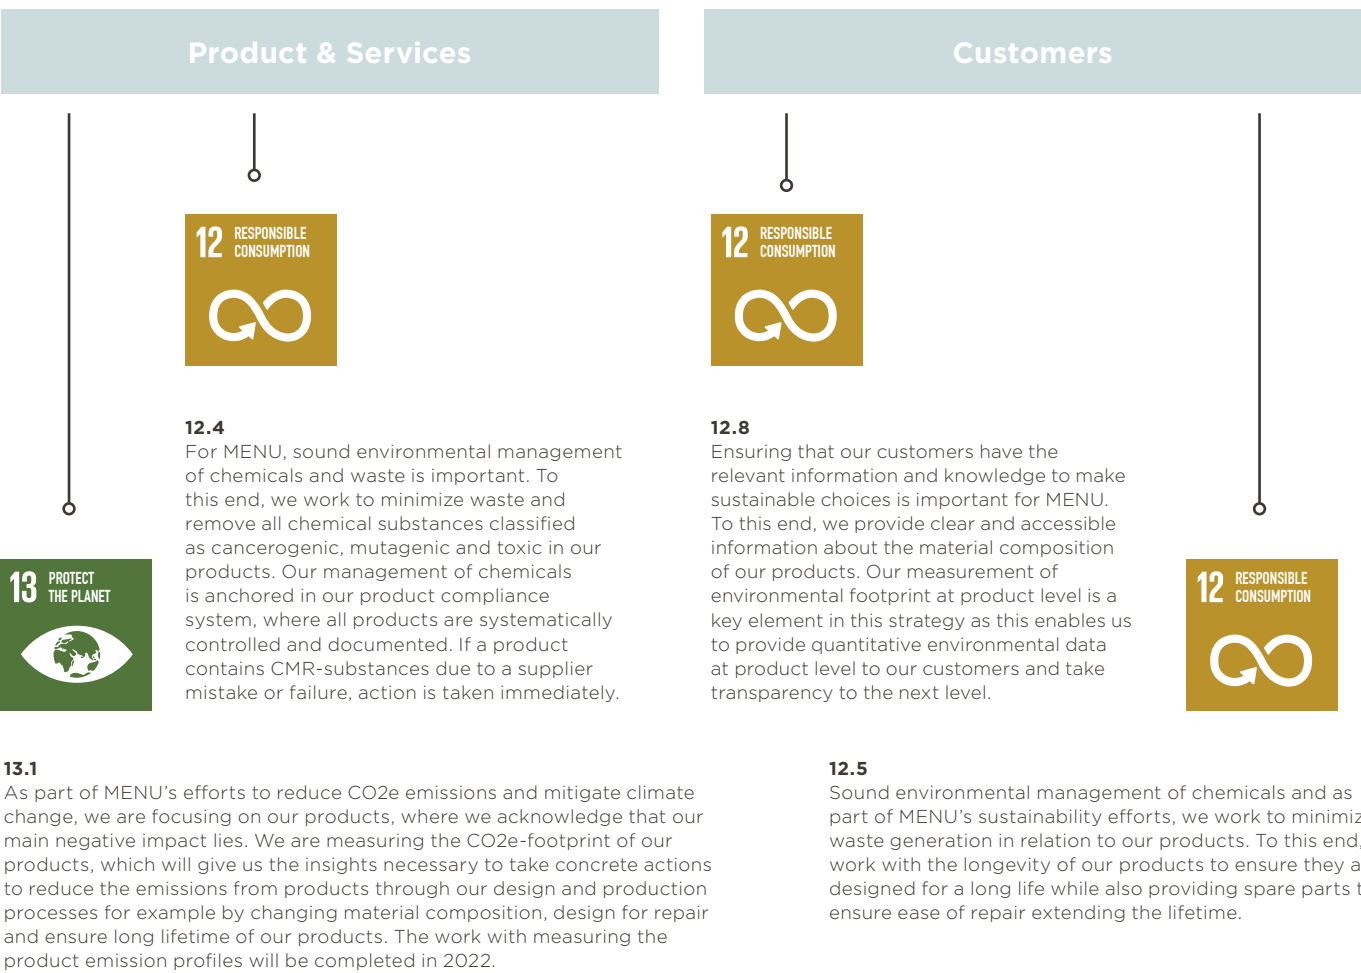 Product & Services
Customers
12 RESPONSIBLE
CONSUMPTION
12 RESPONSIBLE
CONSUMPTION
12.4
For MENU, sound environmental management
of chemicals and waste is important. To
this end, we work to minimize waste and
remove all chemical substances classified
as cancerogenic, mutagenic and toxic in our
products. Our management of chemicals
is anchored in our product compliance
system, where all products are systematically
controlled and documented. If a product
contains CMR-substances due to a supplier
mistake or failure, action is taken immediately.
12.8
Ensuring that our customers have the
relevant information and knowledge to make
sustainable choices is important for MENU.
To this end, we provide clear and accessible
information about the material composition
of our products. Our measurement of
environmental footprint at product level is a
key element in this strategy as this enables us
to provide quantitative environmental data
at product level to our customers and take
transparency to the next level.
13 PROTECT
THE PLANET
12 RESPONSIBLE
CONSUMPTION
13.1
As part of MENU's efforts to reduce CO2e emissions and mitigate climate
change, we are focusing on our products, where we acknowledge that our
main negative impact lies. We are measuring the CO2e-footprint of our
products, which will give us the insights necessary to take concrete actions
to reduce the emissions from products through our design and production
processes for example by changing material composition, design for repair
and ensure long lifetime of our products. The work with measuring the
product emission profiles will be completed in 2022.
12.5
Sound environmental management of chemicals and as
part of MENU's sustainability efforts, we work to
waste generation in relation to our products. To this end,
work with the longevity of our products to ensure they
designed for a long life while also providing spare parts
ensure ease of repair extending the lifetime.